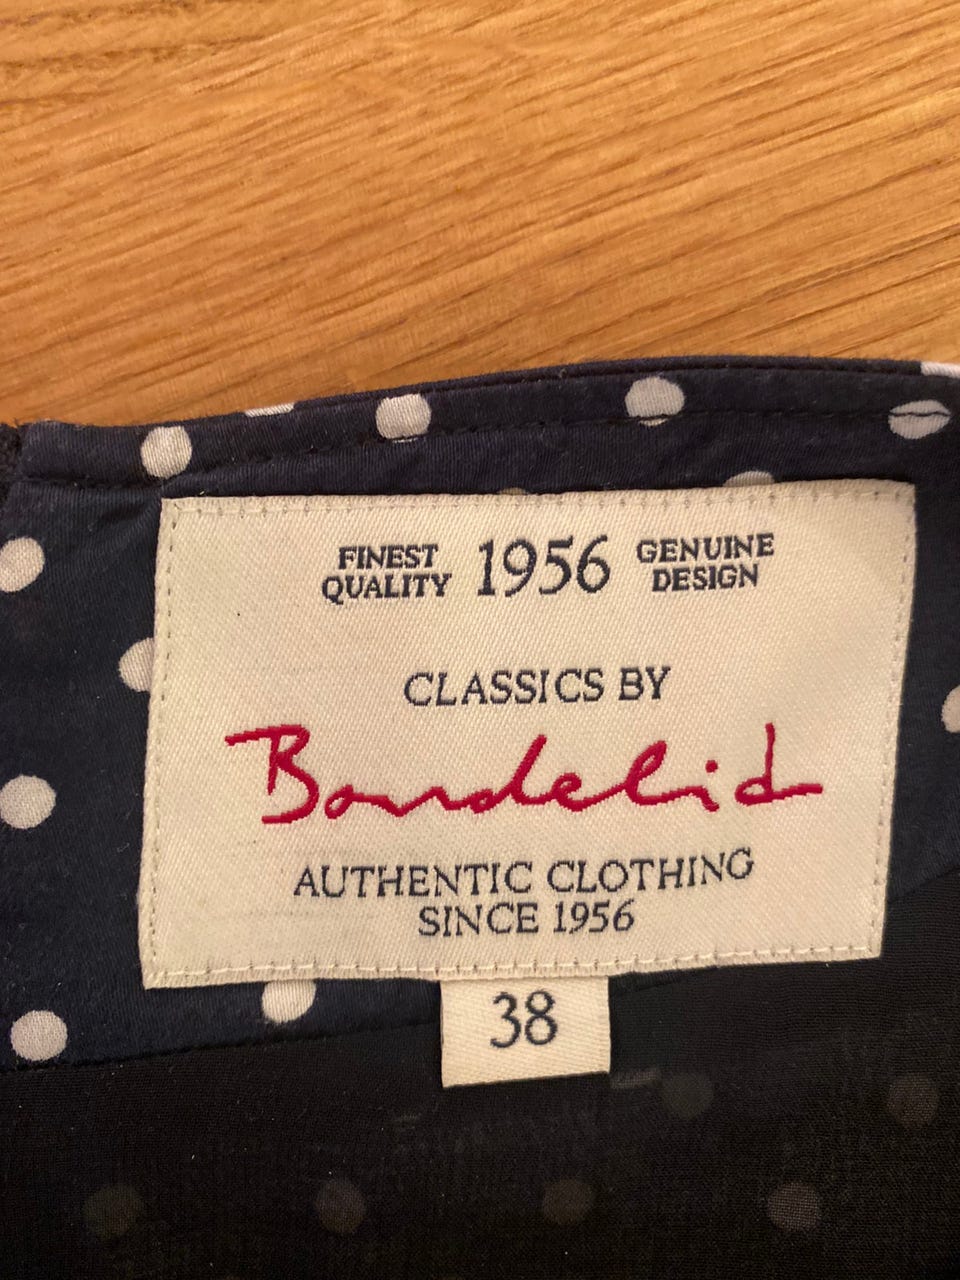 FINEST QUALITY 1956 GENUINE DESIGN
CLASSICS BY
Bondelid
AUTHENTIC CLOTHING
SINCE 1956
38